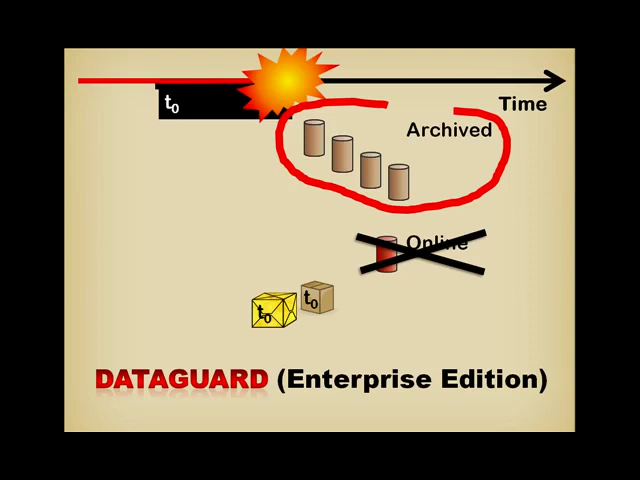 t0
Time
Archived
Online
t0
t0
DATAGUARD (Enterprise Edition)